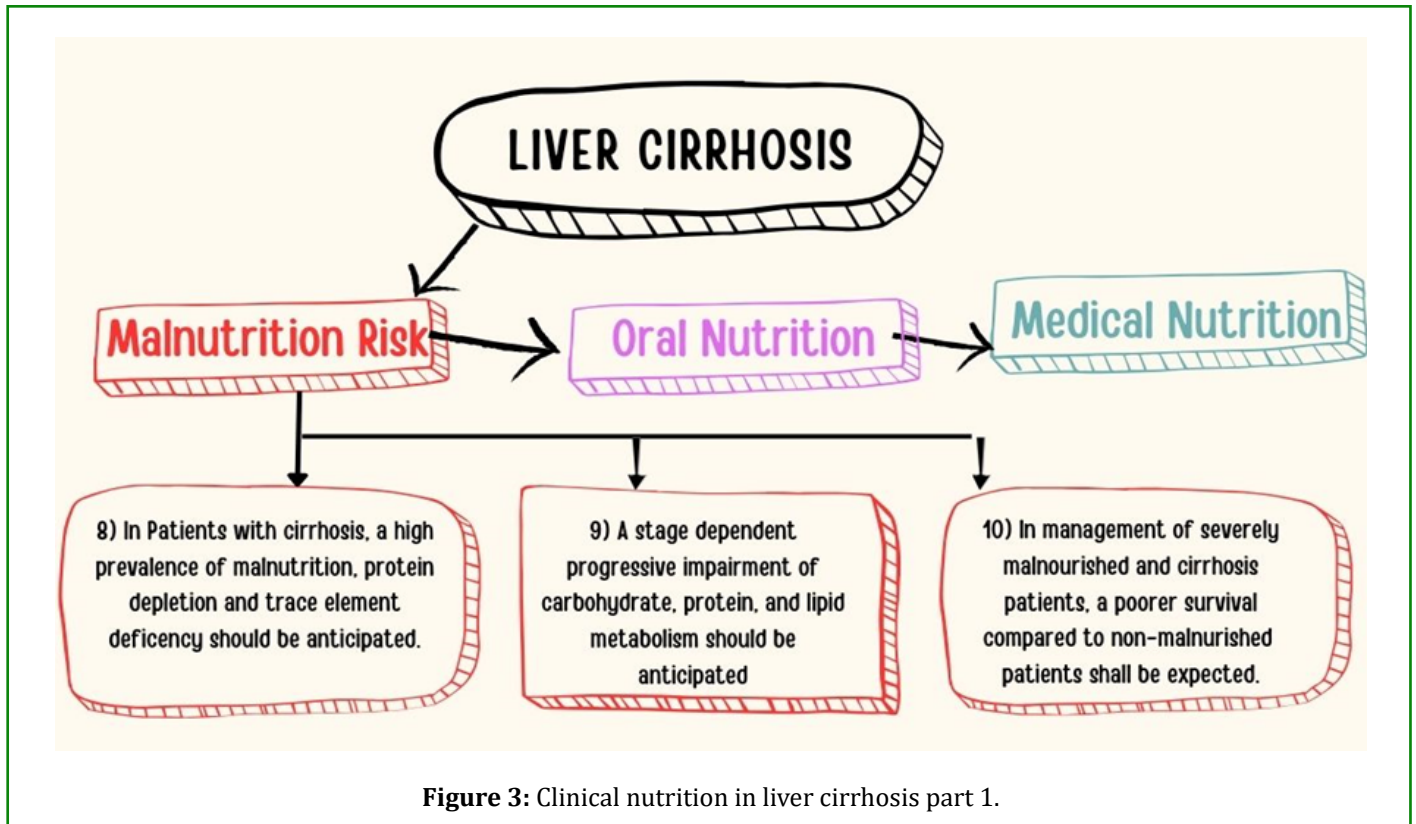 LIVER CIRRHOSIS
Malnutrition Risk
Oral Nutrition
Medical Nutrition
8) In Patients with cirrhosis, a high
prevalence of malnutrition, protein
depletion and trace element
deficency should be anticipated.
9) A stage dependent
progressive impairment of
carbohydrate, protein, and lipid
metabolism should be
anticipated
10) In management of severely
malnourished and cirrhosis
patients, a poorer survival
compared to non-malnurished
patients shall be expected.
Figure 3: Clinical nutrition in liver cirrhosis part 1.